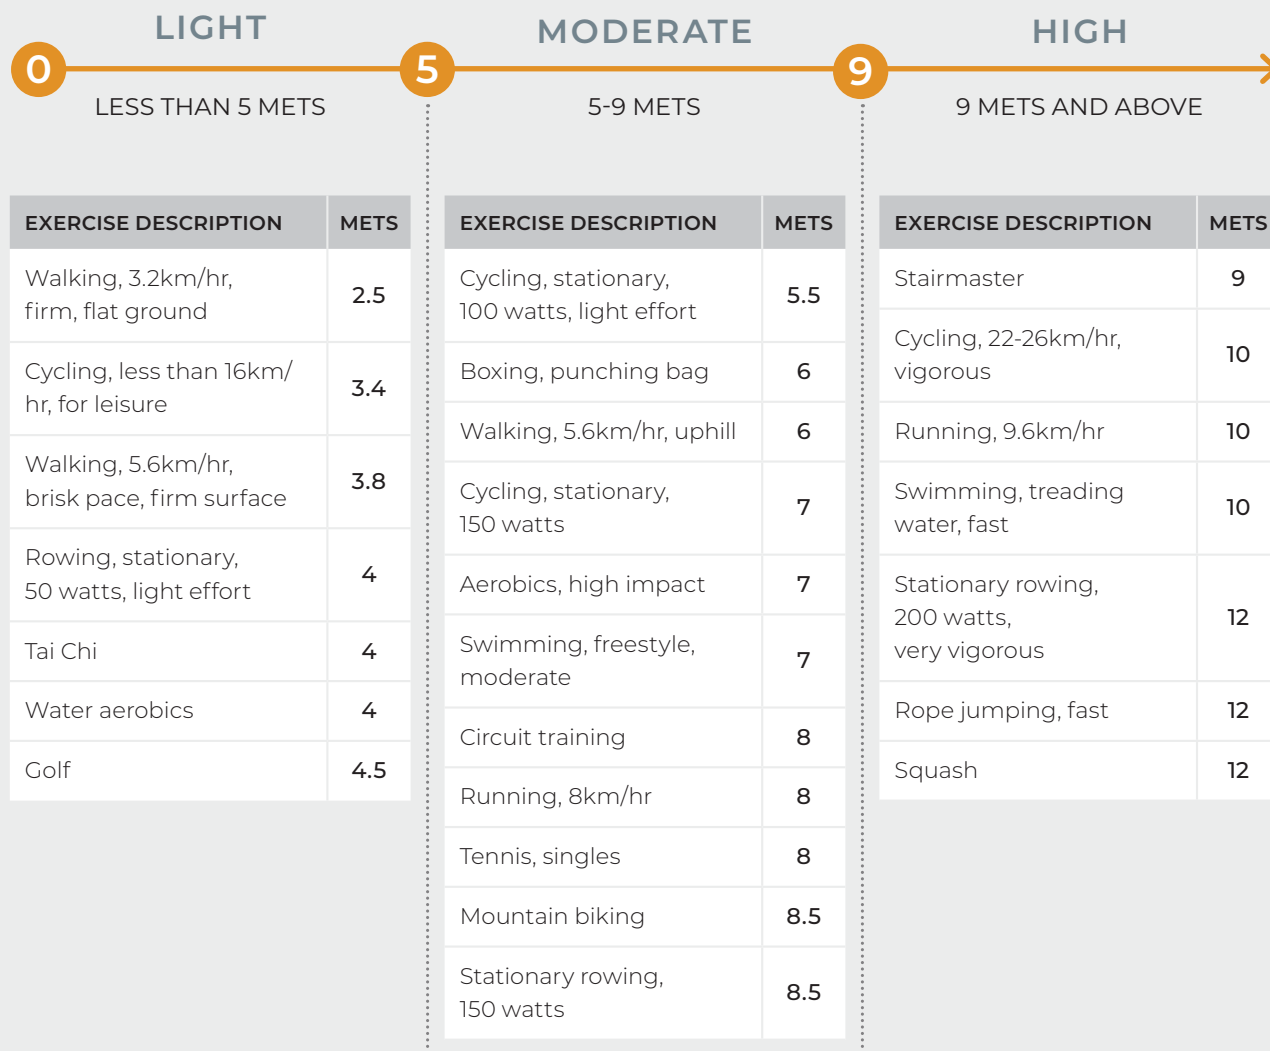 LIGHT
0
LESS THAN 5 METS
EXERCISE DESCRIPTION METS
Walking, 3.2km/hr,
firm, flat ground 2.5
Cycling, less than 16km/
hr, for leisure 3.4
Walking, 5.6km/hr,
brisk pace, firm surface 3.8
Rowing, stationary,
50 watts, light effort 4
Tai Chi 4
Water aerobics 4
Golf 4.5
MODERATE
5
5-9 METS
EXERCISE DESCRIPTION METS
Cycling, stationary,
100 watts, light effort 5.5
Boxing, punching bag 6
Walking, 5.6km/hr, uphill 6
Cycling, stationary,
150 watts 7
Aerobics, high impact 7
Swimming, freestyle,
moderate 7
Circuit training 8
Running, 8km/hr 8
Tennis, singles 8
Mountain biking 8.5
Stationary rowing,
150 watts 8.5
HIGH
9
9 METS AND ABOVE
EXERCISE DESCRIPTION METS
Stairmaster 9
Cycling, 22-26km/hr,
vigorous 10
Running, 9.6km/hr 10
Swimming, treading
water, fast 10
Stationary rowing,
200 watts,
very vigorous 12
Rope jumping, fast 12
Squash 12